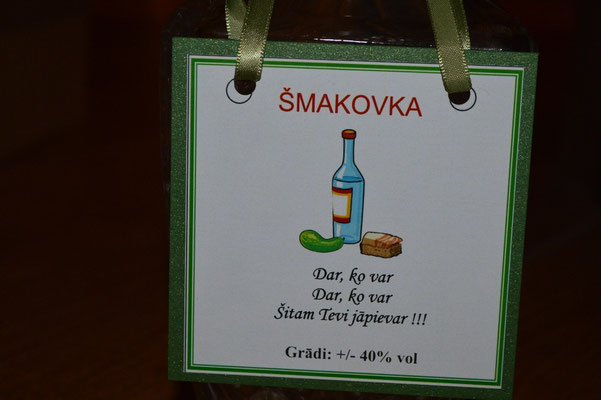 ŠMAKOVKA
Dar, ko var
Dar, ko var
Šitam Tevi jāpievar !!!
Grādi: +/- 40% vol